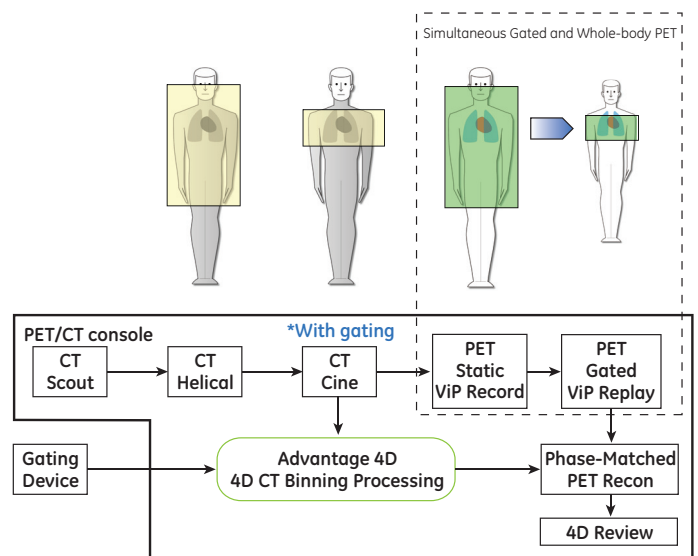 Simultaneous Gated and Whole-body PET
PET/CT console
*With gating
CT
Scout
CT
Helical
CT
Cine
PET
Static
ViP Record
PET
Gated
ViP Replay
Gating
Device
Advantage 4D
4D CT Binning Processing
Phase-Matched
PET Recon
4D Review